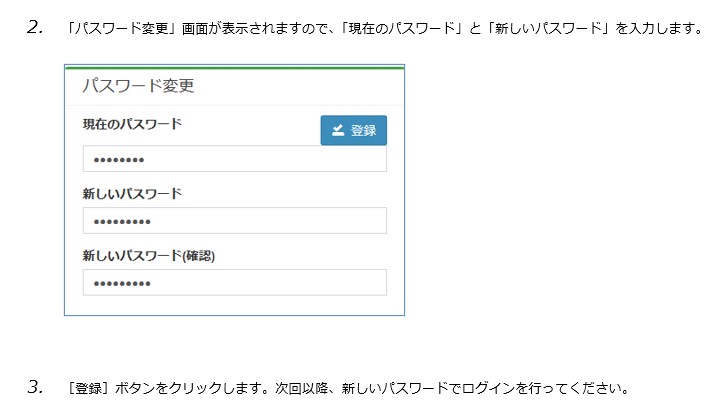 2. 「パスワード変更」画面が表示されますので、「現在のパスワード」と「新しいパスワード」を入力します。
パスワード変更
現在のパスワード
登録
••••••••
新しいパスワード
•••••••••
新しいパスワード(確認)
•••••••••
3. ［登録］ボタンをクリックします。次回以降、新しいパスワードでログインを行ってください。